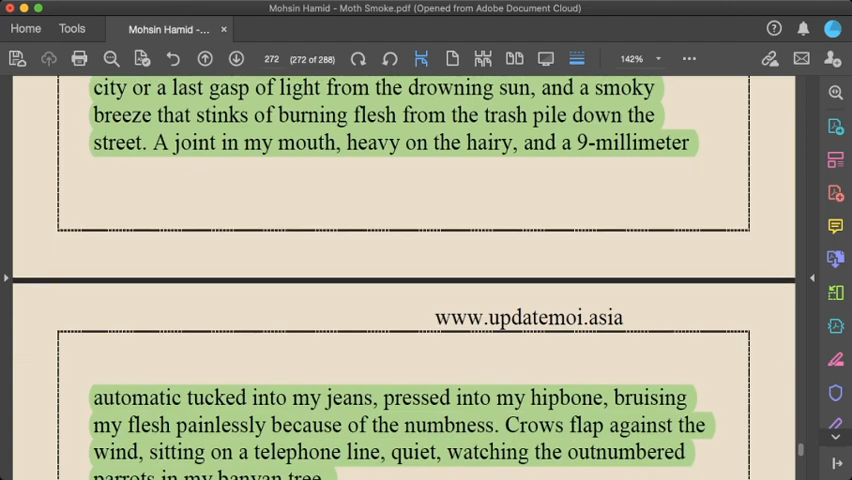 Mohsin Hamid - Moth Smoke.pdf (Opened from Adobe Document Cloud)
Home Tools Mohsin Hamid -... ×
272 (272 of 288) 142%
city or a last gasp of light from the drowning sun, and a smoky
breeze that stinks of burning flesh from the trash pile down the
street. A joint in my mouth, heavy on the hairy, and a 9-millimeter
www.updatemoi.asia
automatic tucked into my jeans, pressed into my hipbone, bruising
my flesh painlessly because of the numbness. Crows flap against the
wind, sitting on a telephone line, quiet, watching the outnumbered
parrots in my banyan tree.